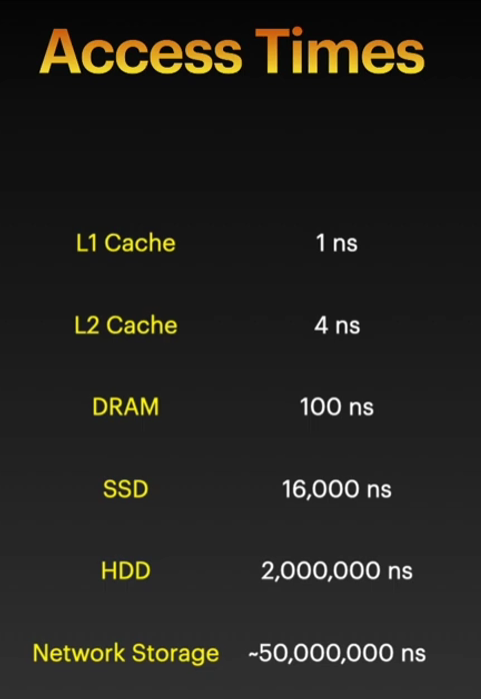 Access Times
L1 Cache 1 ns
L2 Cache 4 ns
DRAM 100 ns
SSD 16,000 ns
HDD 2,000,000 ns
Network Storage ~50,000,000 ns